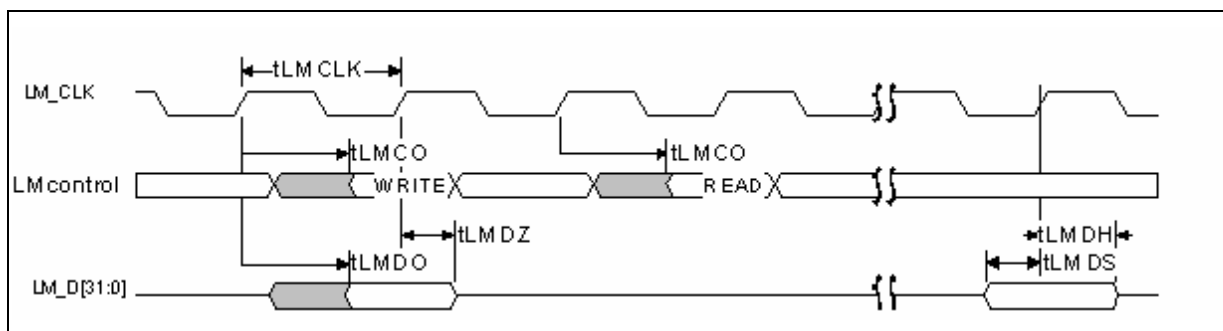 tLMCLK
LM_CLK
tLMCO tLMCO
LMcontrol WRITE READ
tLMDZ tLMDH
tLMDO tLMDS
LM_D[31:0]